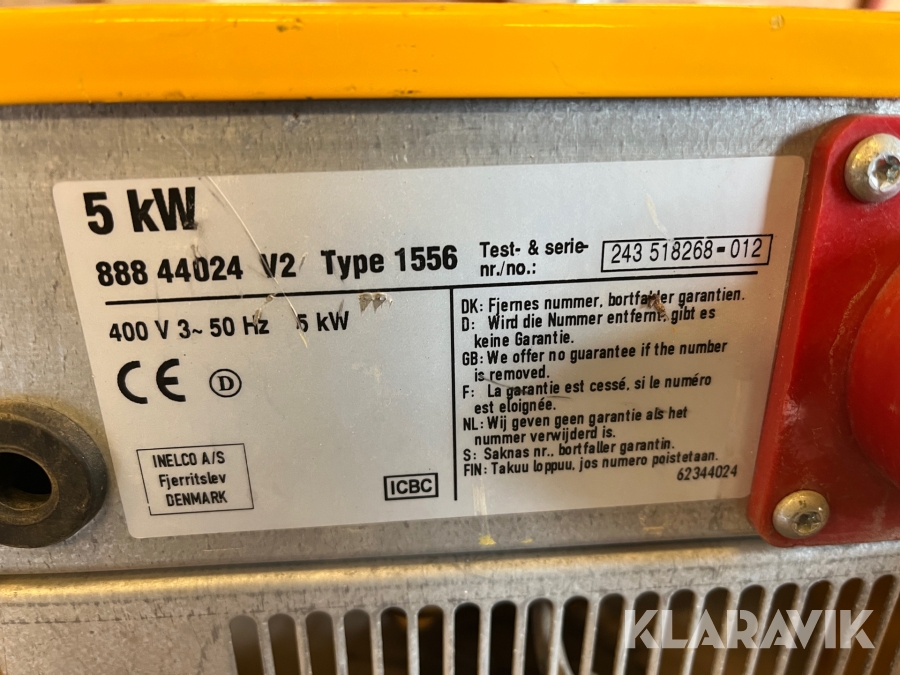 5 kW
888 44024 V2 Type 1556
Test- & serie-
nr./no.:
243 518268-012
400 V 3~ 50 Hz 5 kW
CE D
INELCO A/S
Fjerritslev
DENMARK
ICBC
DK: Fjernes nummer, bortfalder garantien.
D: Wird die Nummer entfernt, gibt es
keine Garantie.
GB: We offer no guarantee if the number
is removed.
F: La garantie est cessé, si le numéro
est eloignée.
NL: Wij geven geen garantie als het
nummer verwijderd is.
S: Saknas nr., bortfaller garantin.
FIN: Takuu loppuu, jos numero poistetaan.
62344024
KLARAVIK